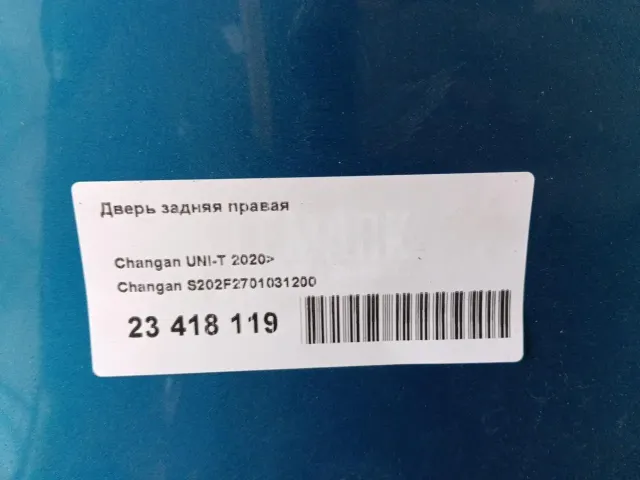 Дверь задняя правая
Changan UNI-T 2020>
Changan S202F2701031200
23 418 119